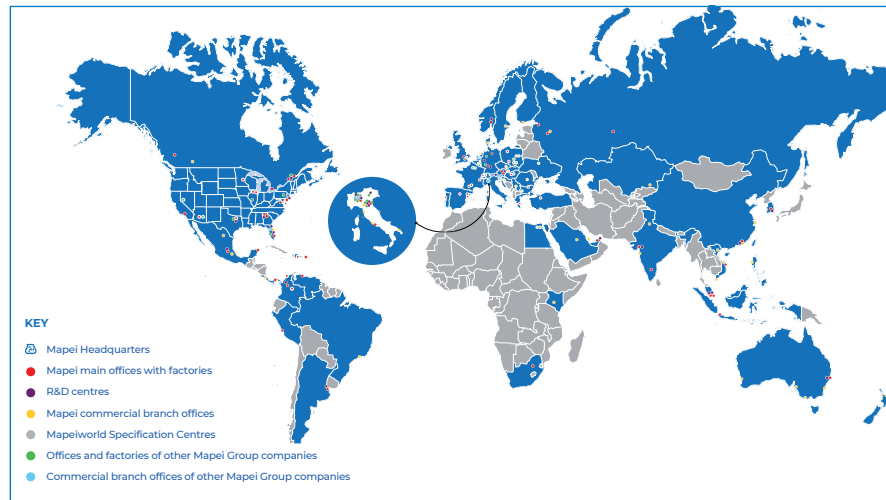 KEY
Mapei Headquarters
Mapei main offices with factories
R&D centres
Mapei commercial branch offices
Mapeiworld Specification Centres
Offices and factories of other Mapei Group companies
Commercial branch offices of other Mapei Group companies